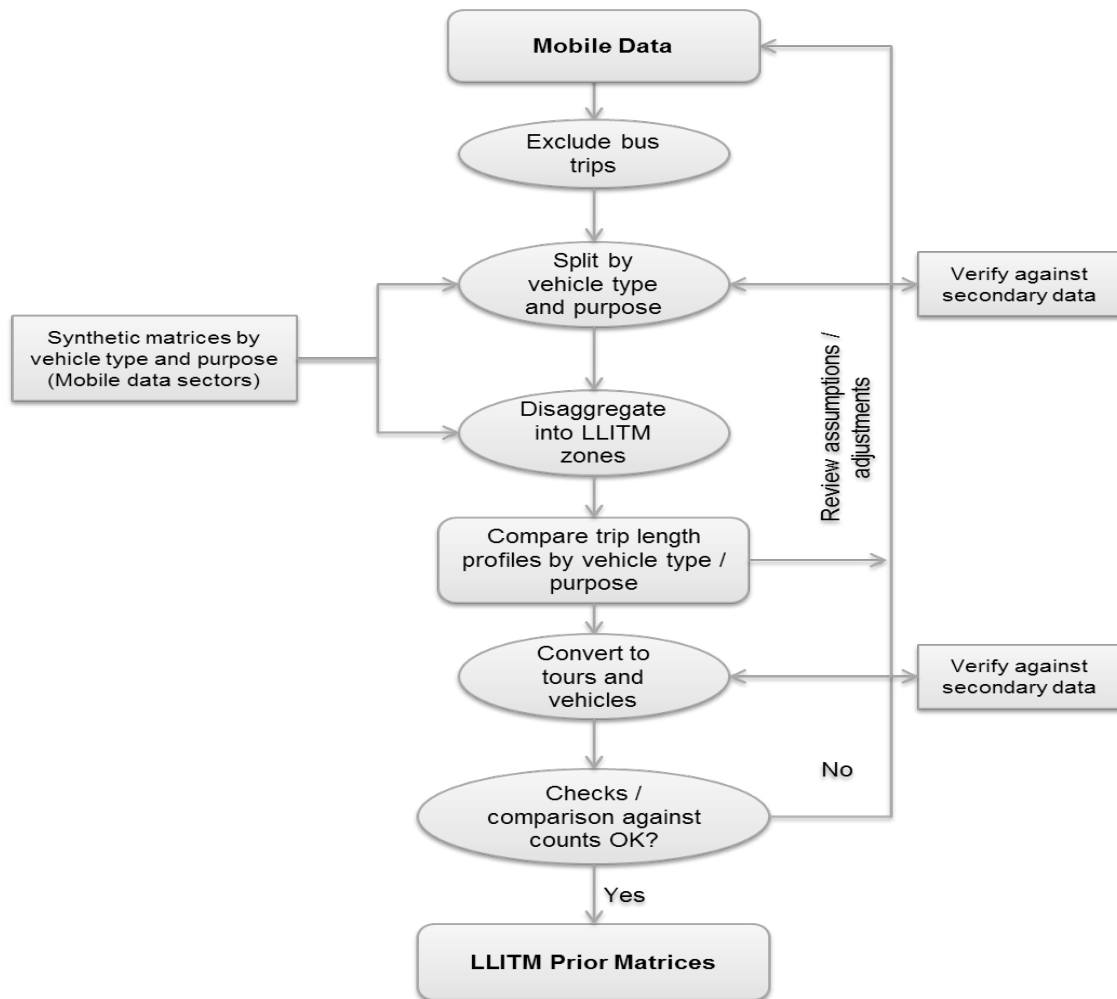 Mobile Data
Exclude bus
trips
Split by
vehicle type
and purpose
Verify against
secondary data
Synthetic matrices by
vehicle type and purpose
(Mobile data sectors)
Disaggregate
into LLITM
zones
Review assumptions /
adjustments
Compare trip length
profiles by vehicle type /
purpose
Convert to
tours and
vehicles
Verify against
secondary data
No
Checks /
comparison against
counts OK?
Yes
LLITM Prior Matrices